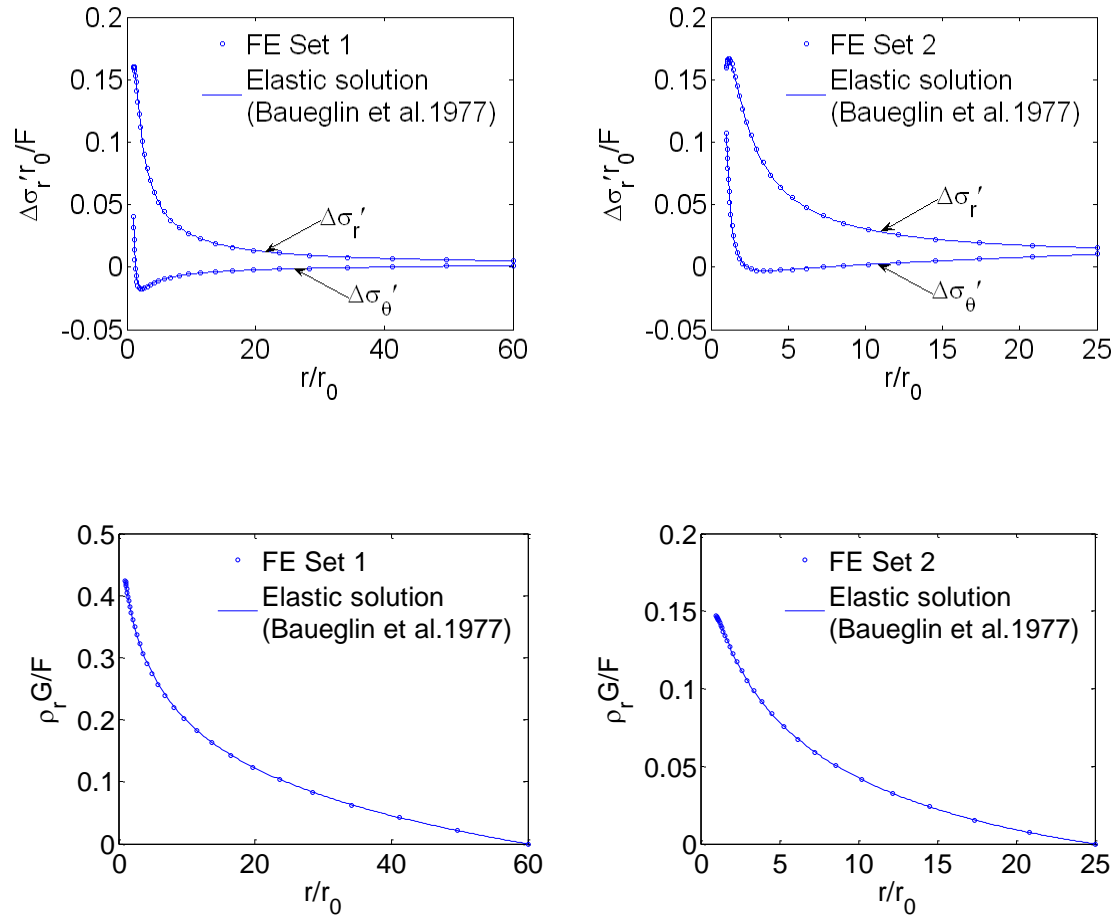 0.2
0.15
0.1
0.05
0
-0.05
Δσr′r0/F
FE Set 1
Elastic solution
(Baueglin et al.1977)
Δσr′
Δσθ′
0 20 40 60
r/r0
0.2
0.15
0.1
0.05
0
-0.05
Δσr′r0/F
FE Set 2
Elastic solution
(Baueglin et al.1977)
Δσr′
Δσθ′
0 5 10 15 20 25
r/r0
0.5
0.4
0.3
0.2
0.1
0
ρrG/F
FE Set 1
Elastic solution
(Baueglin et al.1977)
0 20 40 60
r/r0
0.2
0.15
0.1
0.05
0
ρrG/F
FE Set 2
Elastic solution
(Baueglin et al.1977)
0 5 10 15 20 25
r/r0